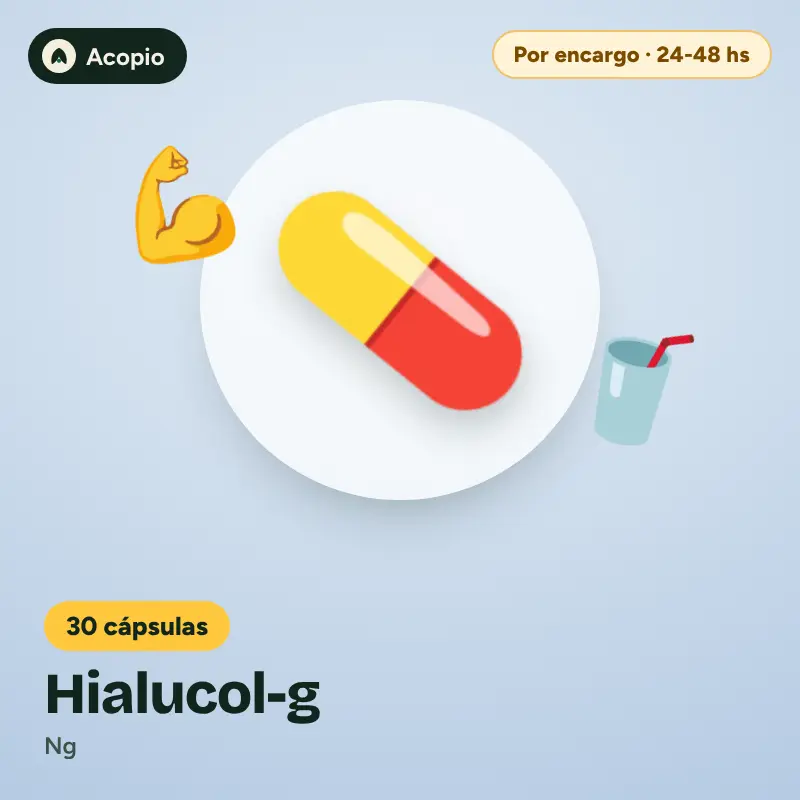 Acopio
Por encargo · 24-48 hs
30 cápsulas
Hialucol-g
Ng